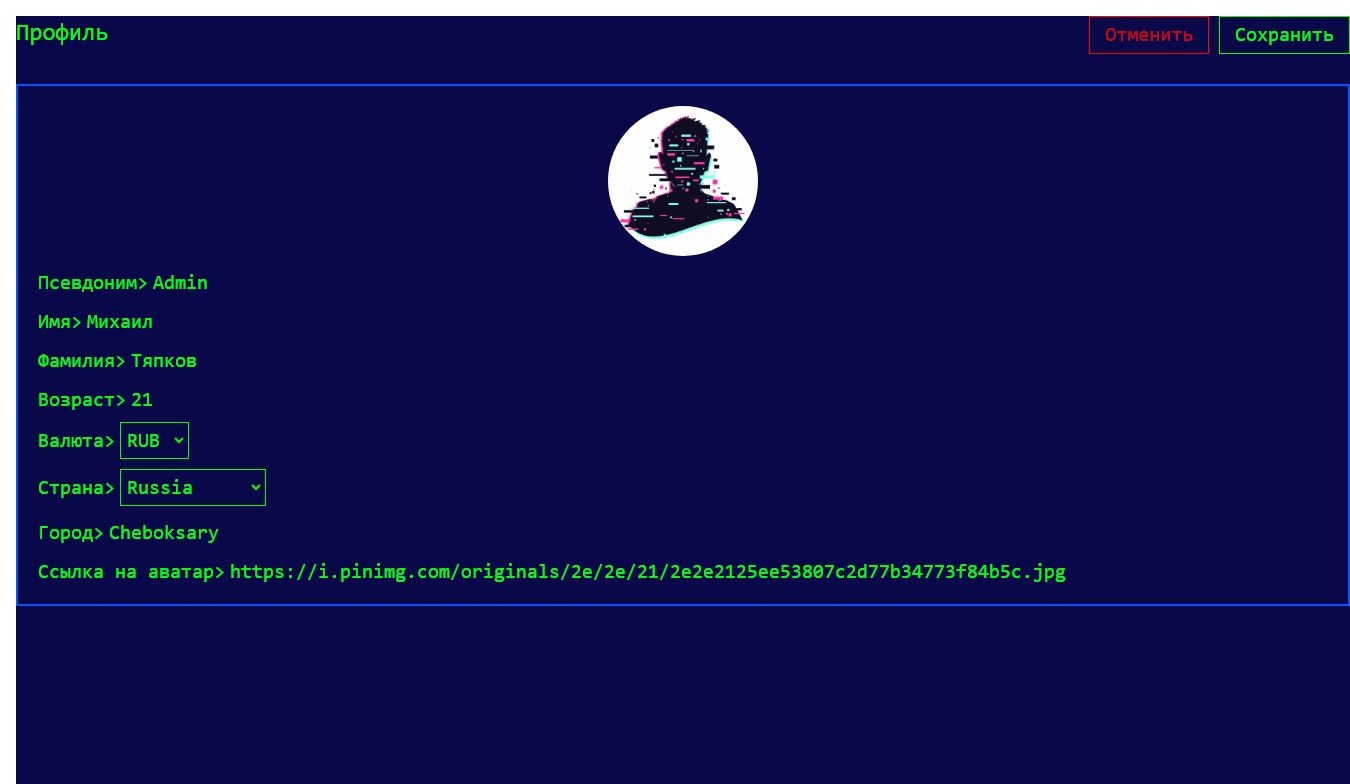 Профиль
Отменить
Сохранить
Псевдоним> Admin
Имя> Михаил
Фамилия> Тяпков
Возраст> 21
Валюта> RUB
Страна> Russia
Город> Cheboksary
Ссылка на аватар> https://i.pinimg.com/originals/2e/2e/21/2e2e2125ee53807c2d77b34773f84b5c.jpg